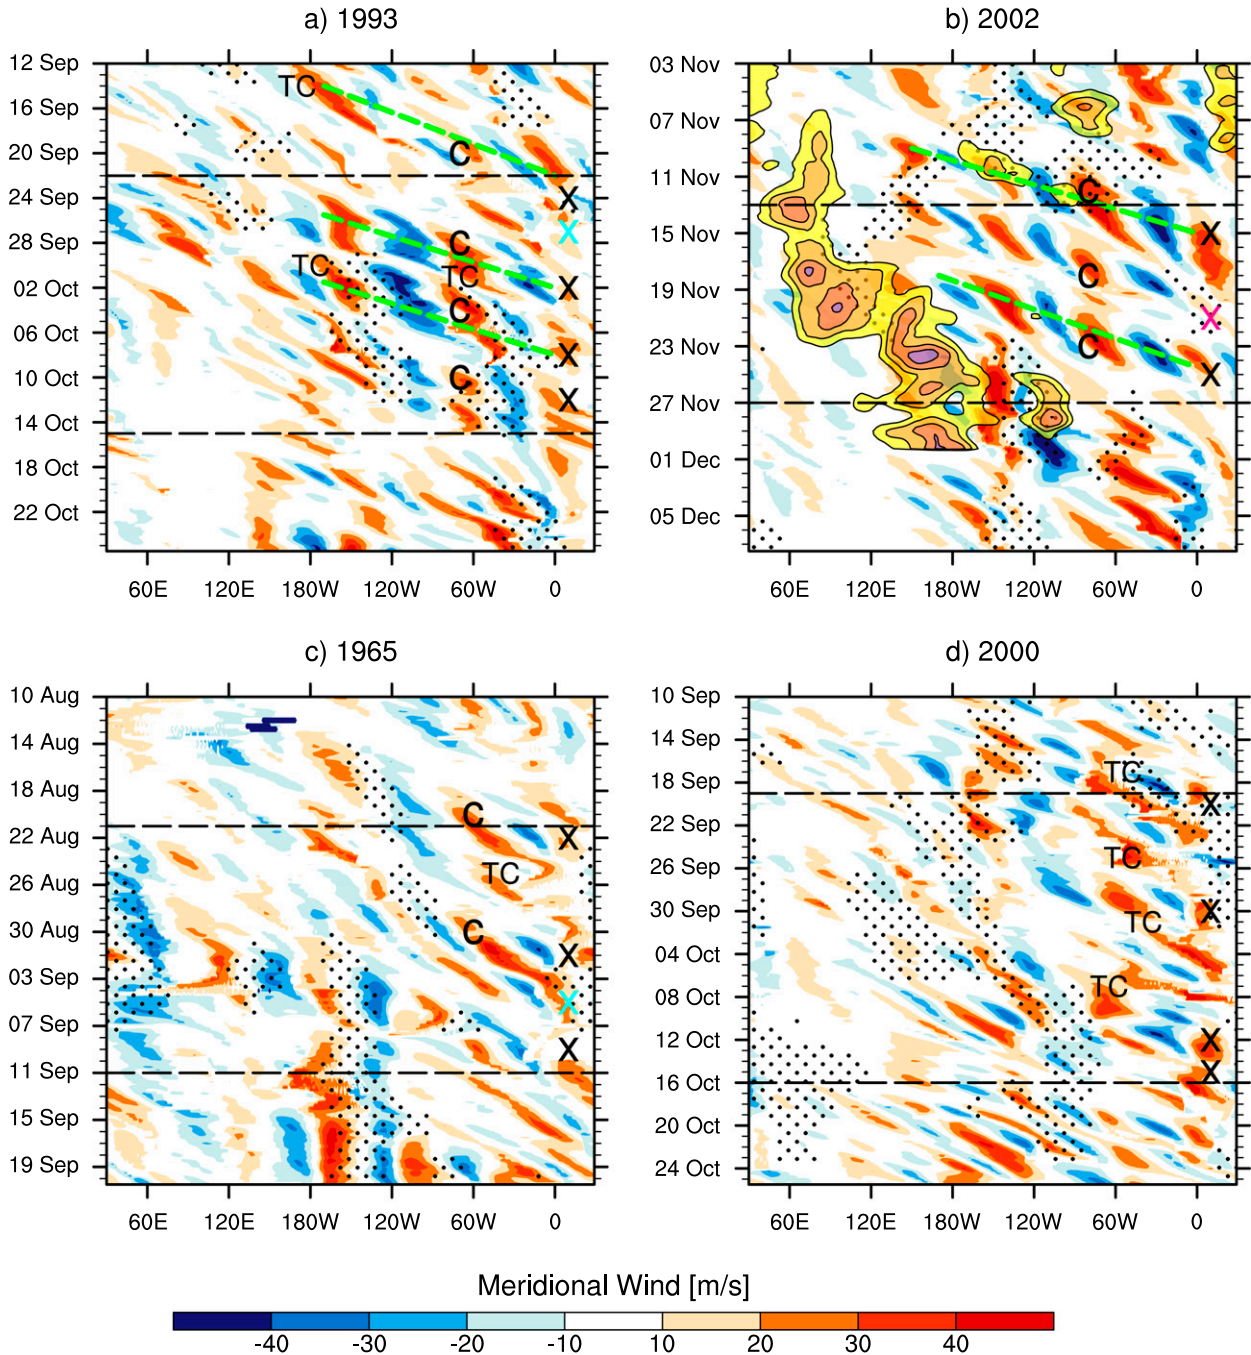 a) 1993
12 Sep
16 Sep
20 Sep
24 Sep
28 Sep
02 Oct
06 Oct
10 Oct
14 Oct
18 Oct
22 Oct
TC
C
X
X
C
TC
TC
X
C
X
C
X
60E 120E 180W 120W 60W 0
b) 2002
03 Nov
07 Nov
11 Nov
15 Nov
19 Nov
23 Nov
27 Nov
01 Dec
05 Dec
C
X
C
X
C
X
60E 120E 180W 120W 60W 0
c) 1965
10 Aug
14 Aug
18 Aug
22 Aug
26 Aug
30 Aug
03 Sep
07 Sep
11 Sep
15 Sep
19 Sep
C
X
TC
C
X
X
X
60E 120E 180W 120W 60W 0
d) 2000
10 Sep
14 Sep
18 Sep
22 Sep
26 Sep
30 Sep
04 Oct
08 Oct
12 Oct
16 Oct
20 Oct
24 Oct
TC
X
TC
X
TC
TC
X
X
60E 120E 180W 120W 60W 0
Meridional Wind [m/s]
-40 -30 -20 -10 10 20 30 40